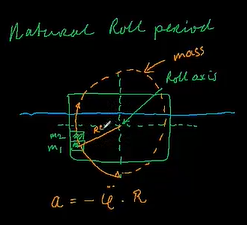 Natural Roll period
mass
Roll axis
m2
m1
a = - φ̈ · R